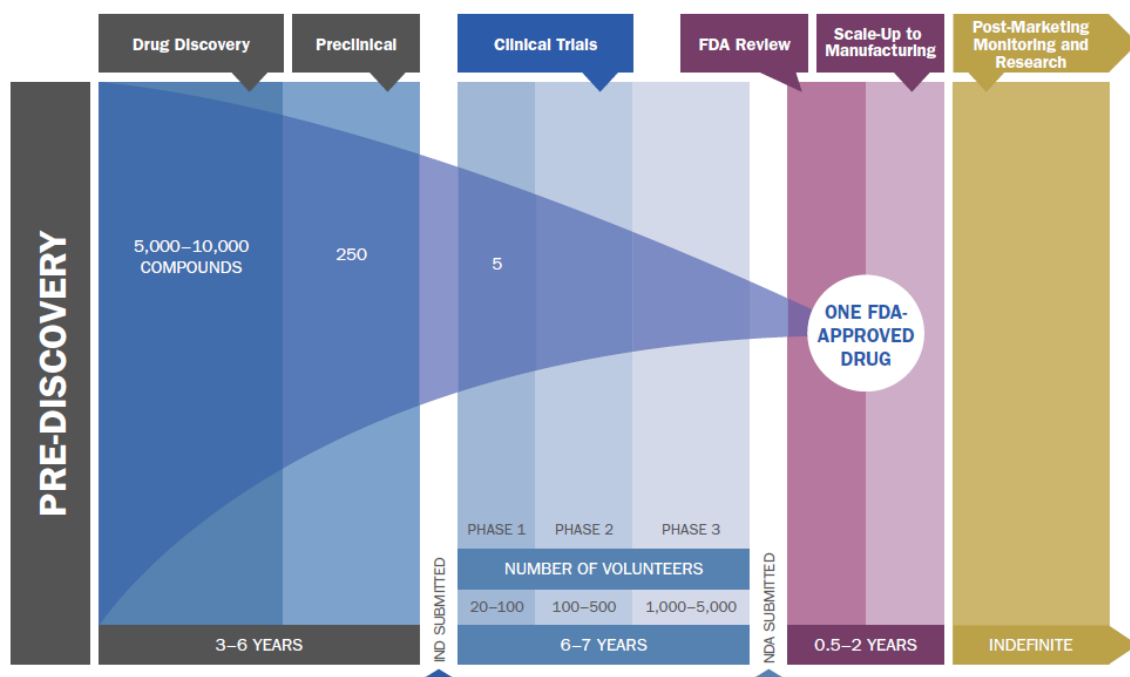 Drug Discovery
Preclinical
Clinical Trials
FDA Review
Scale-Up to
Manufacturing
Post-Marketing
Monitoring and
Research
PRE-DISCOVERY
5,000–10,000
COMPOUNDS
250
5
ONE FDA-
APPROVED
DRUG
PHASE 1
PHASE 2
PHASE 3
NUMBER OF VOLUNTEERS
20–100
100–500
1,000–5,000
IND SUBMITTED
NDA SUBMITTED
3–6 YEARS
6–7 YEARS
0.5–2 YEARS
INDEFINITE